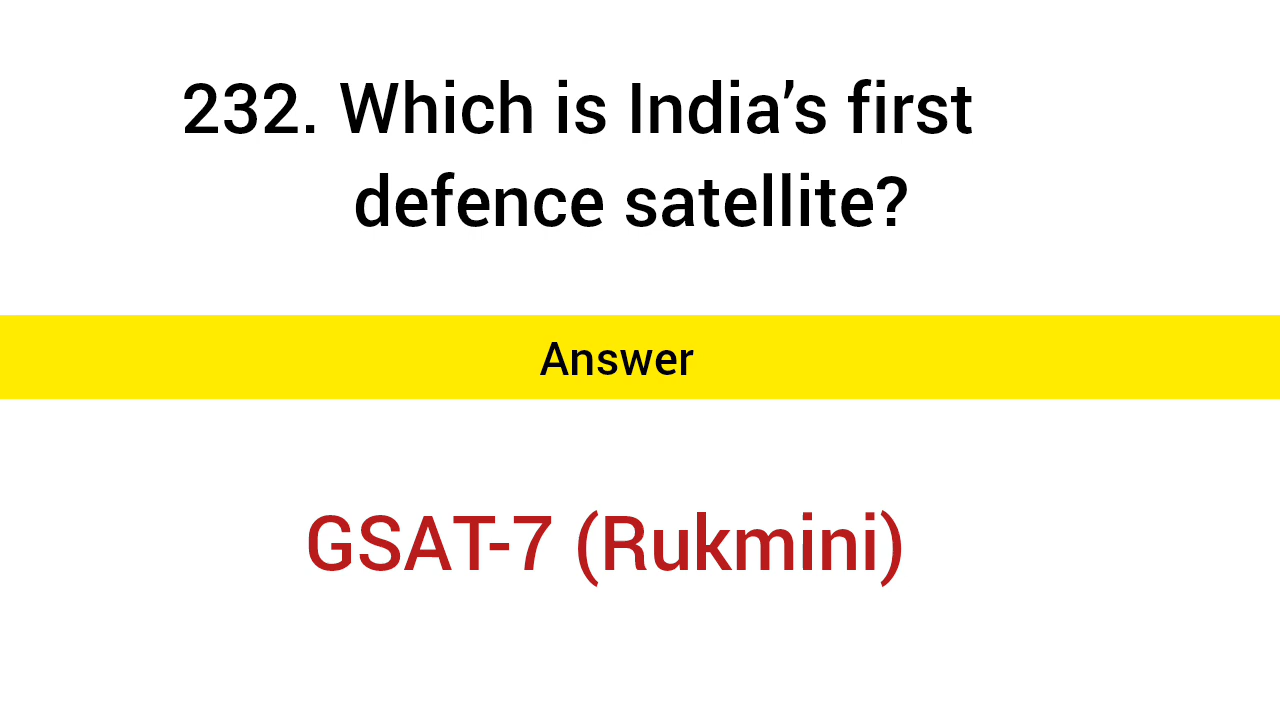 232. Which is India’s first
defence satellite?
Answer
GSAT-7 (Rukmini)